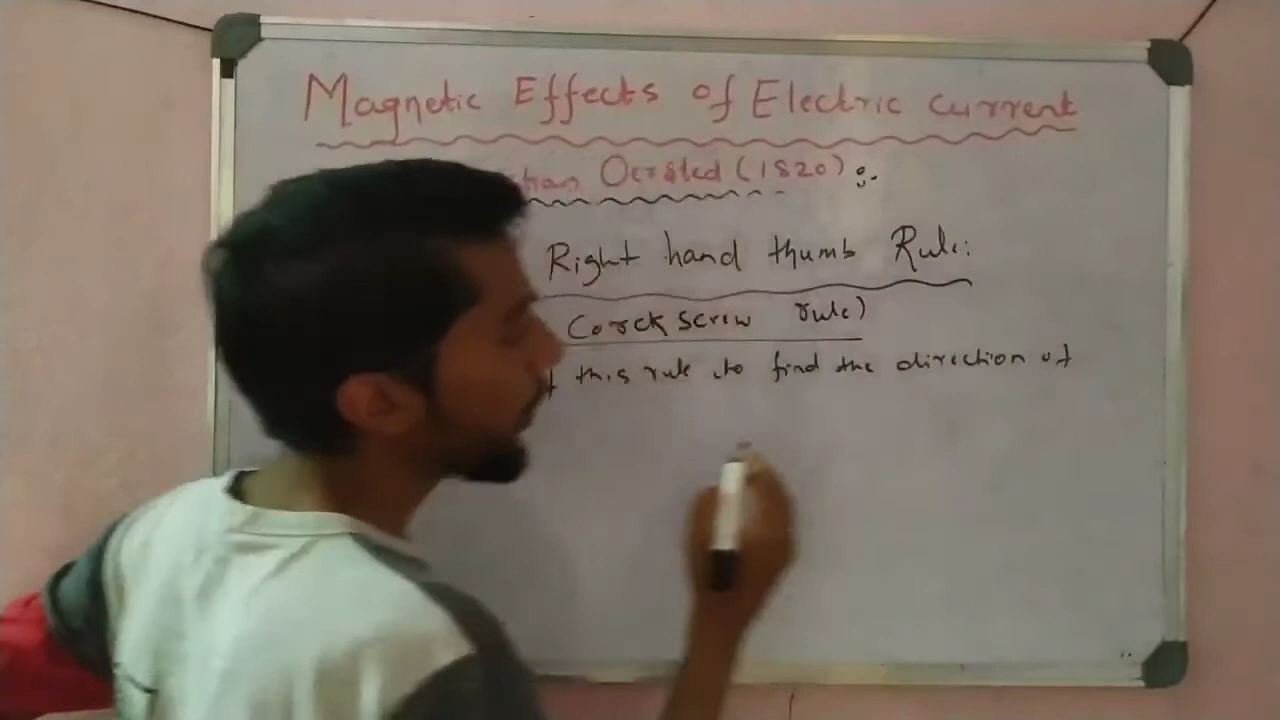 Magnetic Effects of Electric current
Oersted (1820) :-
Right hand thumb Rule:
Corck screw rule)
this rule to find the direction of